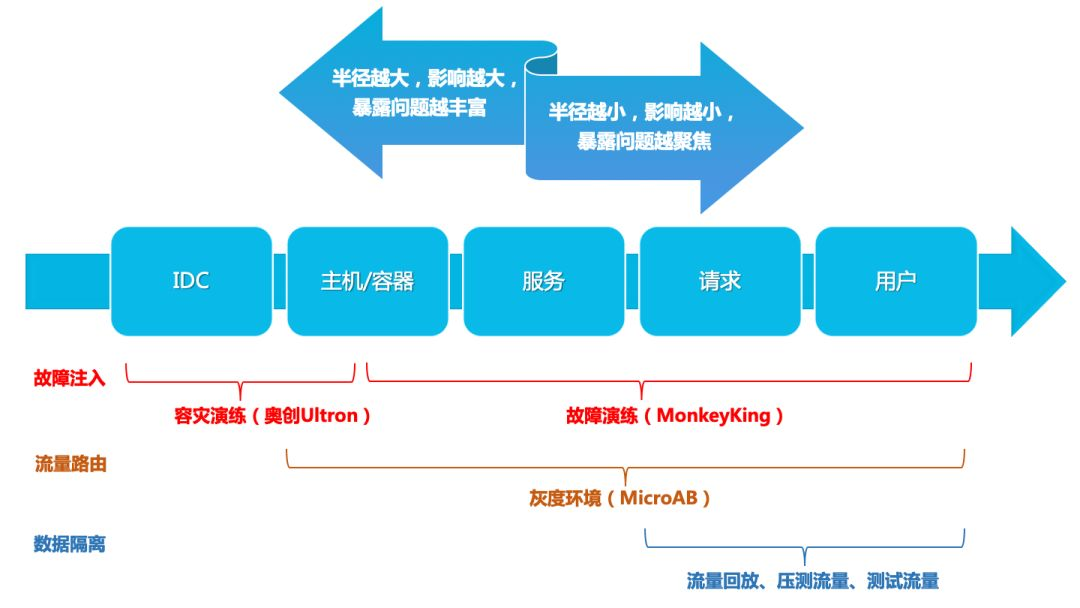 半径越大，影响越大，
暴露问题越丰富
半径越小，影响越小，
暴露问题越聚焦
IDC
主机/容器
服务
请求
用户
故障注入
容灾演练（奥创Ultron）
故障演练（MonkeyKing）
流量路由
灰度环境（MicroAB）
数据隔离
流量回放、压测流量、测试流量